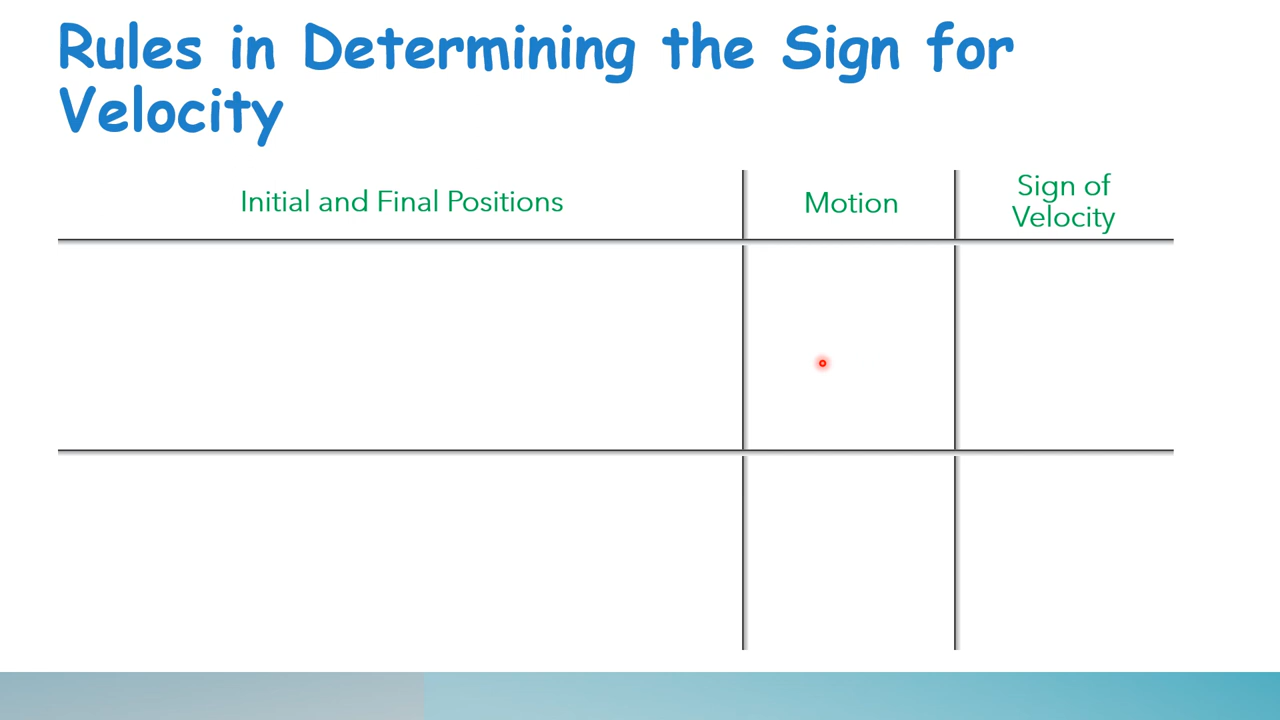 Rules in Determining the Sign for
Velocity
Initial and Final Positions
Motion
Sign of
Velocity